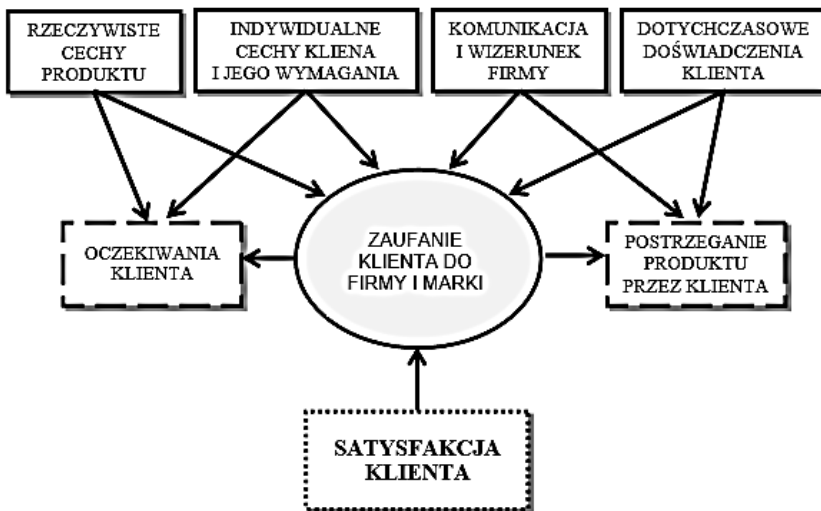 RZECZYWISTE
CECHY
PRODUKTU
INDYWIDUALNE
CECHY KLIENA
I JEGO WYMAGANIA
KOMUNIKACJA
I WIZERUNEK
FIRMY
DOTYCHCZASOWE
DOŚWIADCZENIA
KLIENTA
OCZEKIWANIA
KLIENTA
ZAUFANIE
KLIENTA DO
FIRMY I MARKI
POSTRZEGANIE
PRODUKTU
PRZEZ KLIENTA
SATYSFAKCJA
KLIENTA